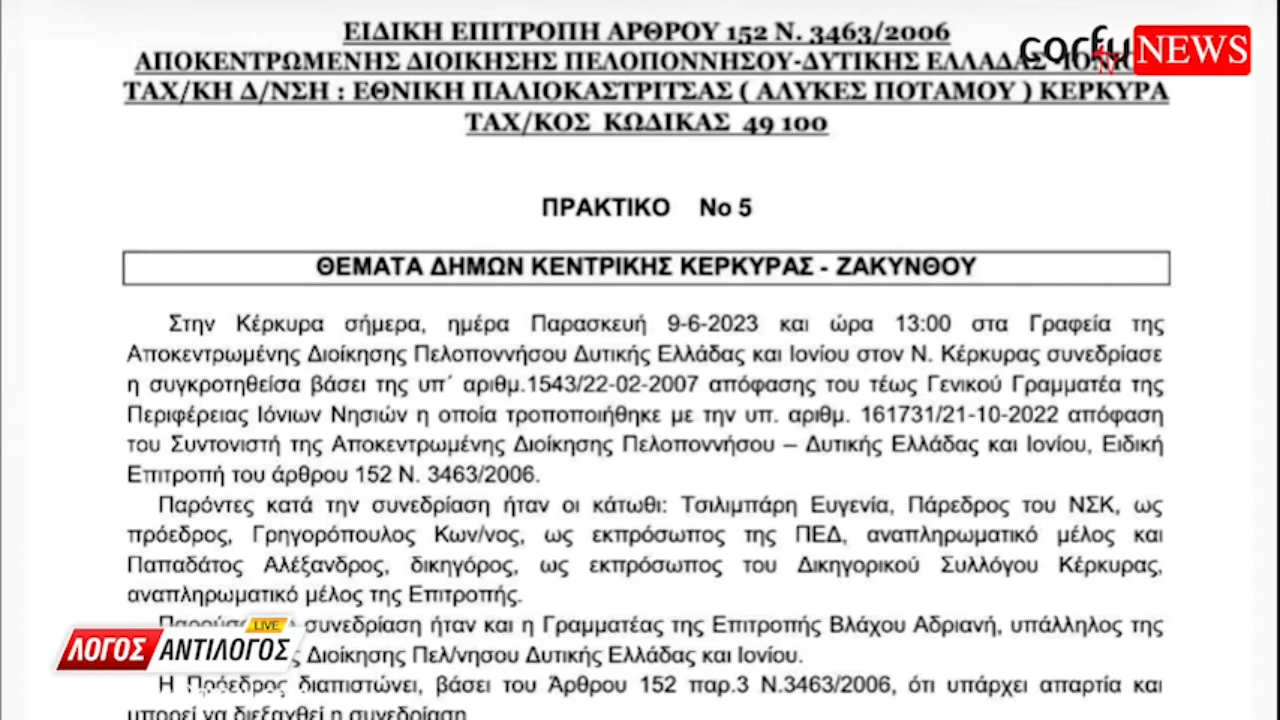 ΕΙΔΙΚΗ ΕΠΙΤΡΟΠΗ ΑΡΘΡΟΥ 152 Ν. 3463/2006
ΑΠΟΚΕΝΤΡΩΜΕΝΗΣ ΔΙΟΙΚΗΣΗΣ ΠΕΛΟΠΟΝΝΗΣΟΥ-ΔΥΤΙΚΗΣ ΕΛΛΑΔΑΣ
corfu tv NEWS
ΤΑΧ/ΚΗ Δ/ΝΣΗ : ΕΘΝΙΚΗ ΠΑΛΙΟΚΑΣΤΡΙΤΣΑΣ ( ΑΛΥΚΕΣ ΠΟΤΑΜΟΥ ) ΚΕΡΚΥΡΑ
ΤΑΧ/ΚΟΣ ΚΩΔΙΚΑΣ 49 100
ΠΡΑΚΤΙΚΟ Νο 5
ΘΕΜΑΤΑ ΔΗΜΩΝ ΚΕΝΤΡΙΚΗΣ ΚΕΡΚΥΡΑΣ - ΖΑΚΥΝΘΟΥ
Στην Κέρκυρα σήμερα, ημέρα Παρασκευή 9-6-2023 και ώρα 13:00 στα Γραφεία της
Αποκεντρωμένης Διοίκησης Πελοποννήσου Δυτικής Ελλάδας και Ιονίου στον Ν. Κέρκυρας συνεδρίασε
η συγκροτηθείσα βάσει της υπ΄ αριθμ.1543/22-02-2007 απόφασης του τέως Γενικού Γραμματέα της
Περιφέρειας Ιόνιων Νησιών η οποία τροποποιήθηκε με την υπ. αριθμ. 161731/21-10-2022 απόφαση
του Συντονιστή της Αποκεντρωμένης Διοίκησης Πελοποννήσου – Δυτικής Ελλάδας και Ιονίου, Ειδική
Επιτροπή του άρθρου 152 Ν. 3463/2006.
Παρόντες κατά την συνεδρίαση ήταν οι κάτωθι: Τσιλιμπάρη Ευγενία, Πάρεδρος του ΝΣΚ, ως
πρόεδρος, Γρηγορόπουλος Κων/νος, ως εκπρόσωπος της ΠΕΔ, αναπληρωματικό μέλος και
Παπαδάτος Αλέξανδρος, δικηγόρος, ως εκπρόσωπος του Δικηγορικού Συλλόγου Κέρκυρας,
αναπληρωματικό μέλος της Επιτροπής.
συνεδρίαση ήταν και η Γραμματέας της Επιτροπής Βλάχου Αδριανή, υπάλληλος της
Διοίκησης Πελ/νησου Δυτικής Ελλάδας και Ιονίου.
LIVE
ΛΟΓΟΣ ΑΝΤΙΛΟΓΟΣ
Η Πρόεδρος διαπιστώνει, βάσει του Άρθρου 152 παρ.3 Ν.3463/2006, ότι υπάρχει απαρτία και
μπορεί να διεξαχθεί η συνεδρίαση